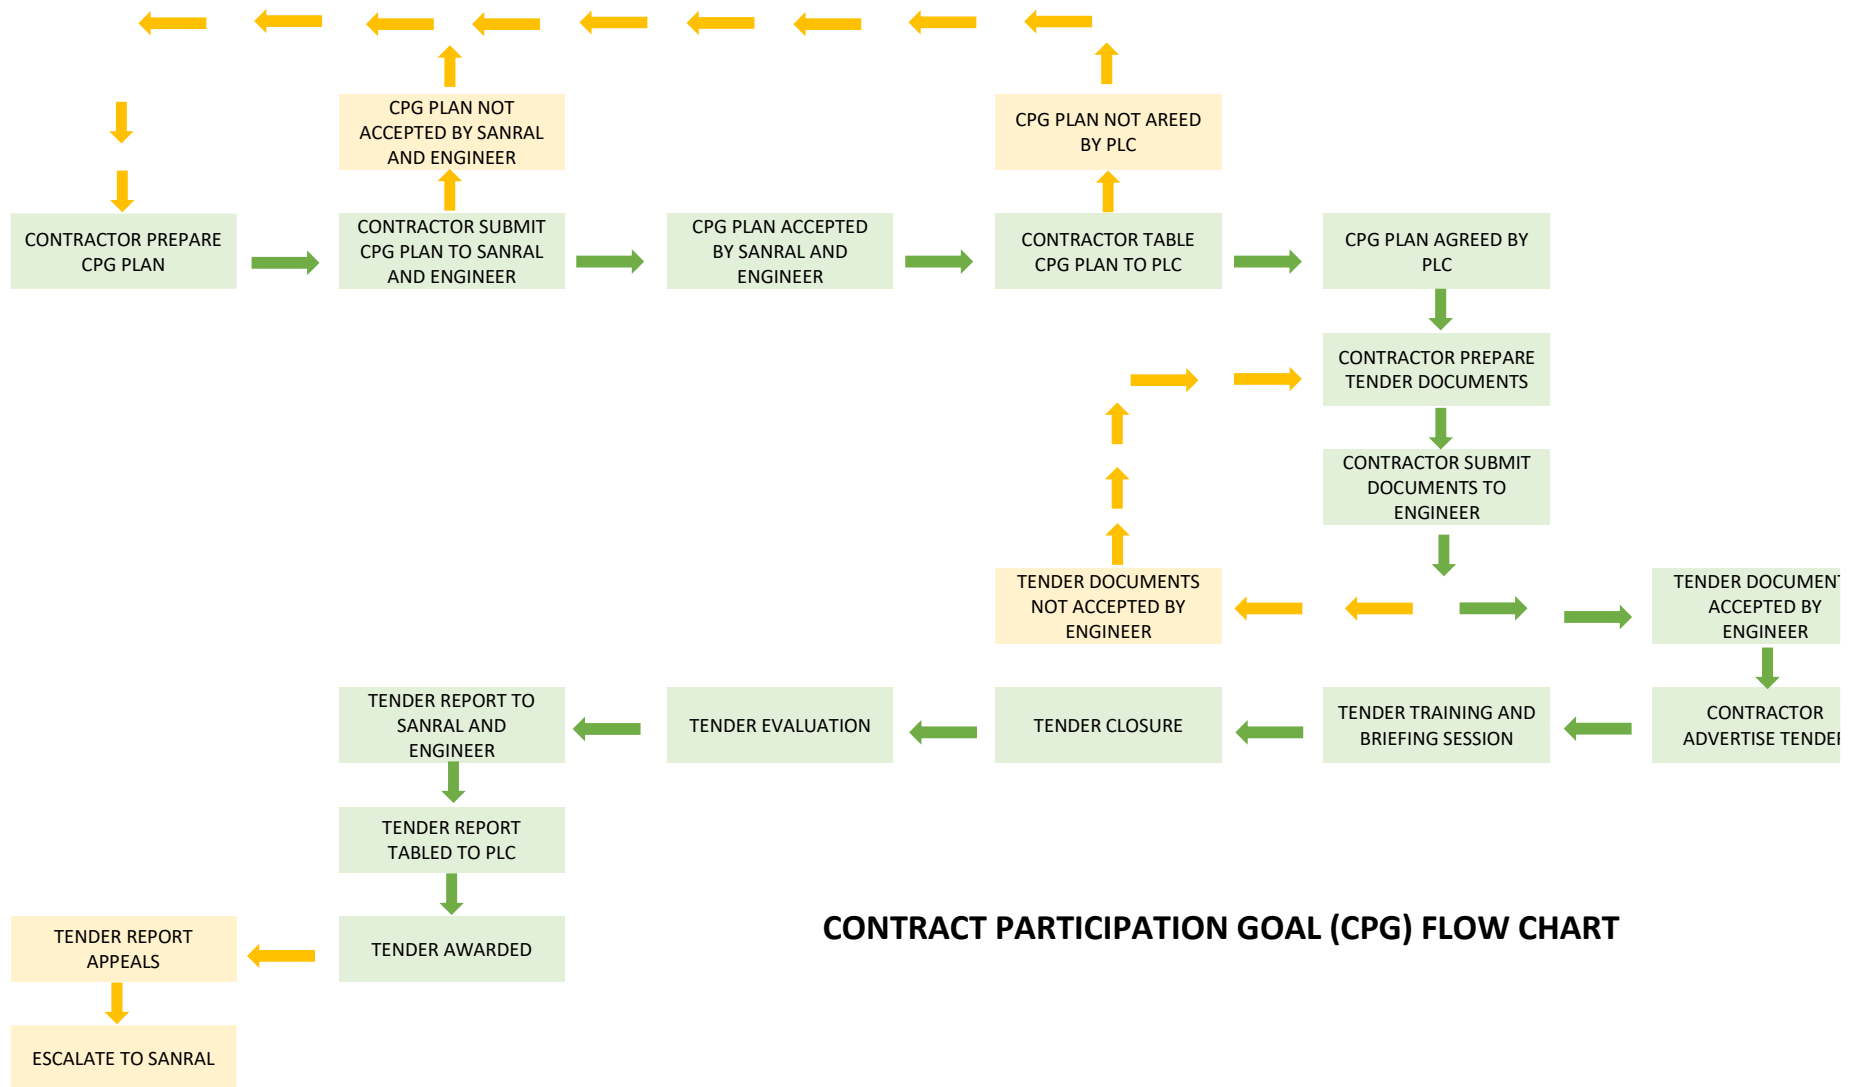 CPG PLAN NOT
ACCEPTED BY SANRAL
AND ENGINEER
CPG PLAN NOT AREED
BY PLC
CONTRACTOR PREPARE
CPG PLAN
CONTRACTOR SUBMIT
CPG PLAN TO SANRAL
AND ENGINEER
CPG PLAN ACCEPTED
BY SANRAL AND
ENGINEER
CONTRACTOR TABLE
CPG PLAN TO PLC
CPG PLAN AGREED BY
PLC
CONTRACTOR PREPARE
TENDER DOCUMENTS
CONTRACTOR SUBMIT
DOCUMENTS TO
ENGINEER
TENDER DOCUMENTS
NOT ACCEPTED BY
ENGINEER
TENDER DOCUMENT
ACCEPTED BY
ENGINEER
TENDER REPORT TO
SANRAL AND
ENGINEER
TENDER EVALUATION
TENDER CLOSURE
TENDER TRAINING AND
BRIEFING SESSION
CONTRACTOR
ADVERTISE TENDER
TENDER REPORT
TABLED TO PLC
TENDER REPORT
APPEALS
TENDER AWARDED
CONTRACT PARTICIPATION GOAL (CPG) FLOW CHART
ESCALATE TO SANRAL